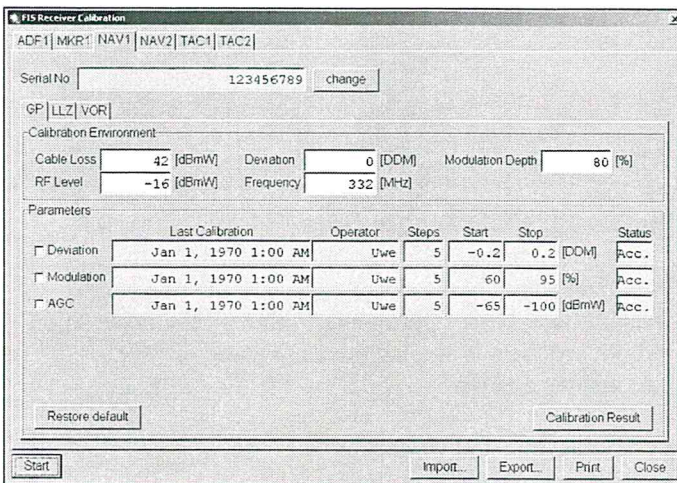 FIS Receiver Calibration
ADF1 MKR1 NAV1 NAV2 TAC1 TAC2
Serial No 123456789 change
GP LLZ VOR
Calibration Environment
Cable Loss 42 [dBmW] Deviation 0 [DDM] Modulation Depth 80 [%]
RF Level -16 [dBmW] Frequency 332 [MHz]
Parameters
Last Calibration Operator Steps Start Stop Status
Deviation Jan 1, 1970 1:00 AM Uwe 5 -0.2 0.2 [DDM] Acc.
Modulation Jan 1, 1970 1:00 AM Uwe 5 60 95 [%] Acc.
AGC Jan 1, 1970 1:00 AM Uwe 5 -65 -100 [dBmW] Acc.
Restore default Calibration Result
Start Import... Export... Print Close